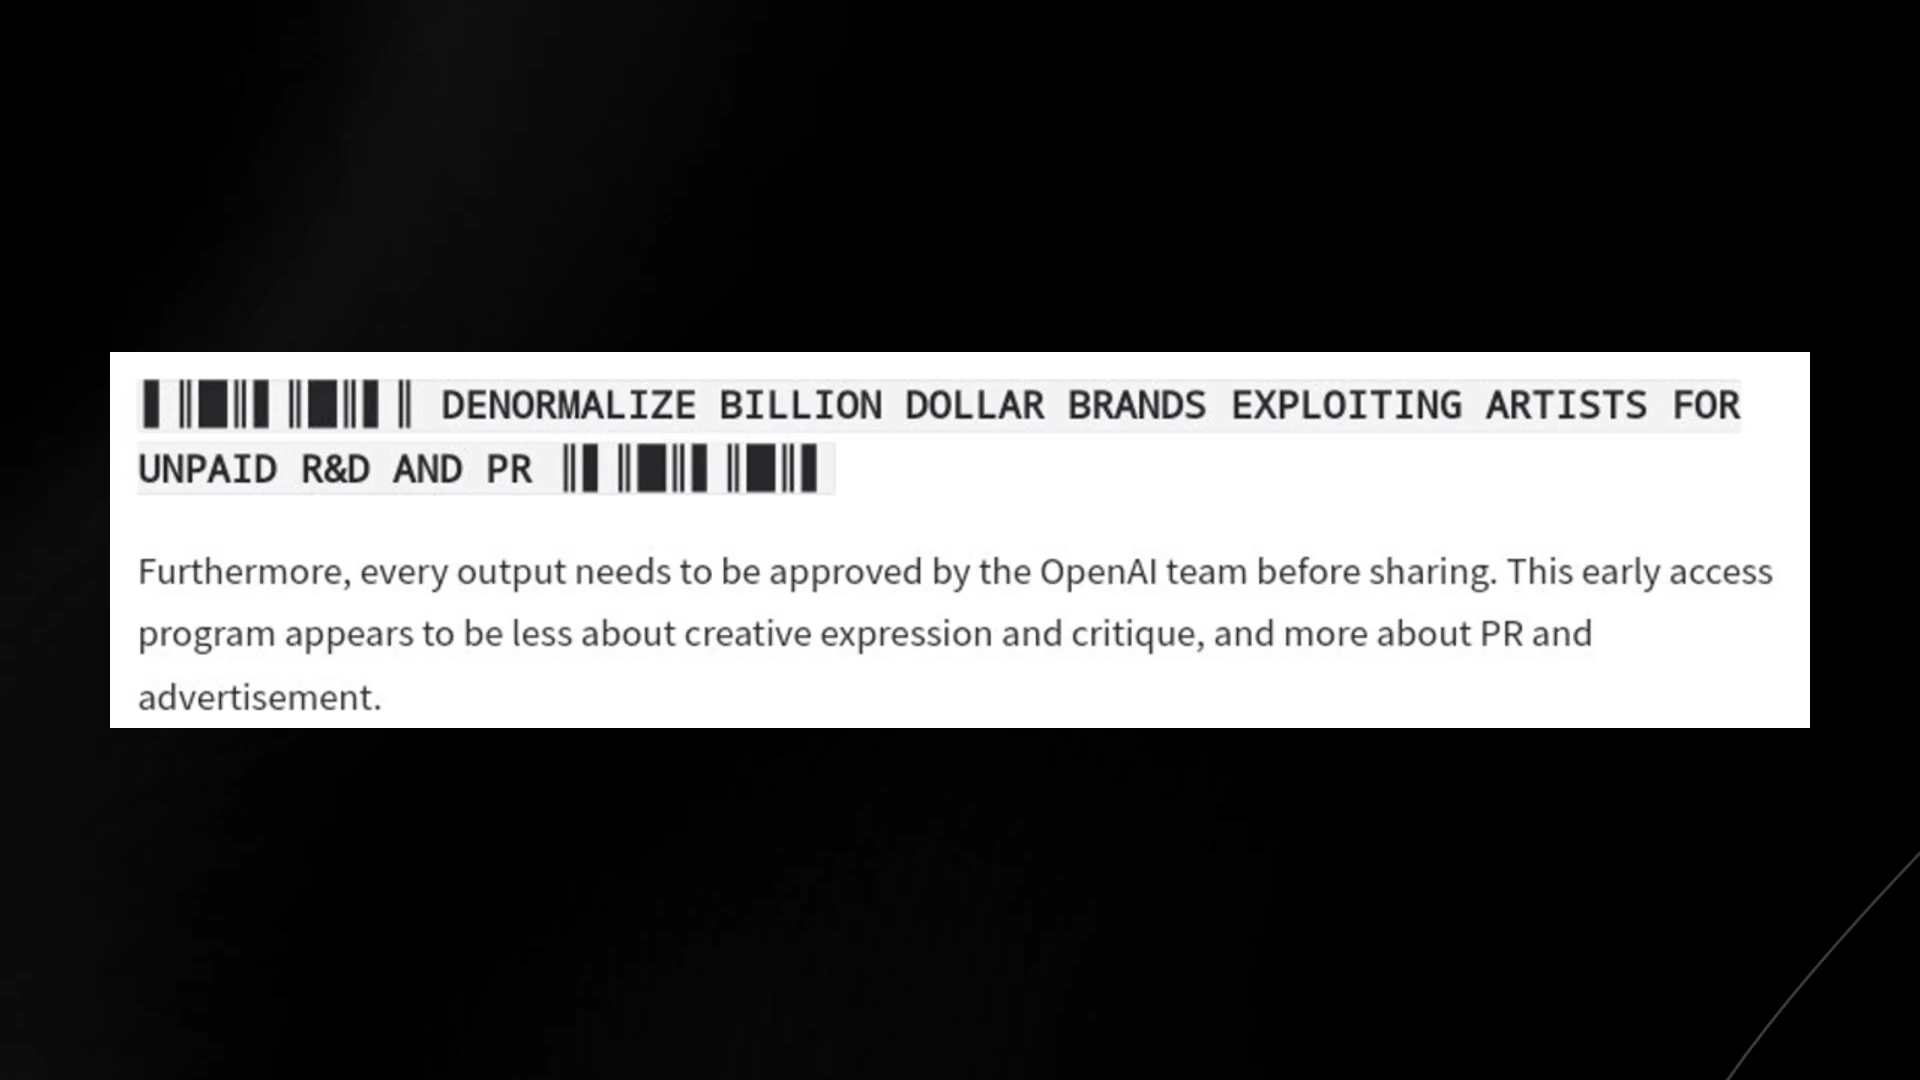 DENORMALIZE BILLION DOLLAR BRANDS EXPLOITING ARTISTS FOR
UNPAID R&D AND PR
Furthermore, every output needs to be approved by the OpenAI team before sharing. This early access
program appears to be less about creative expression and critique, and more about PR and
advertisement.